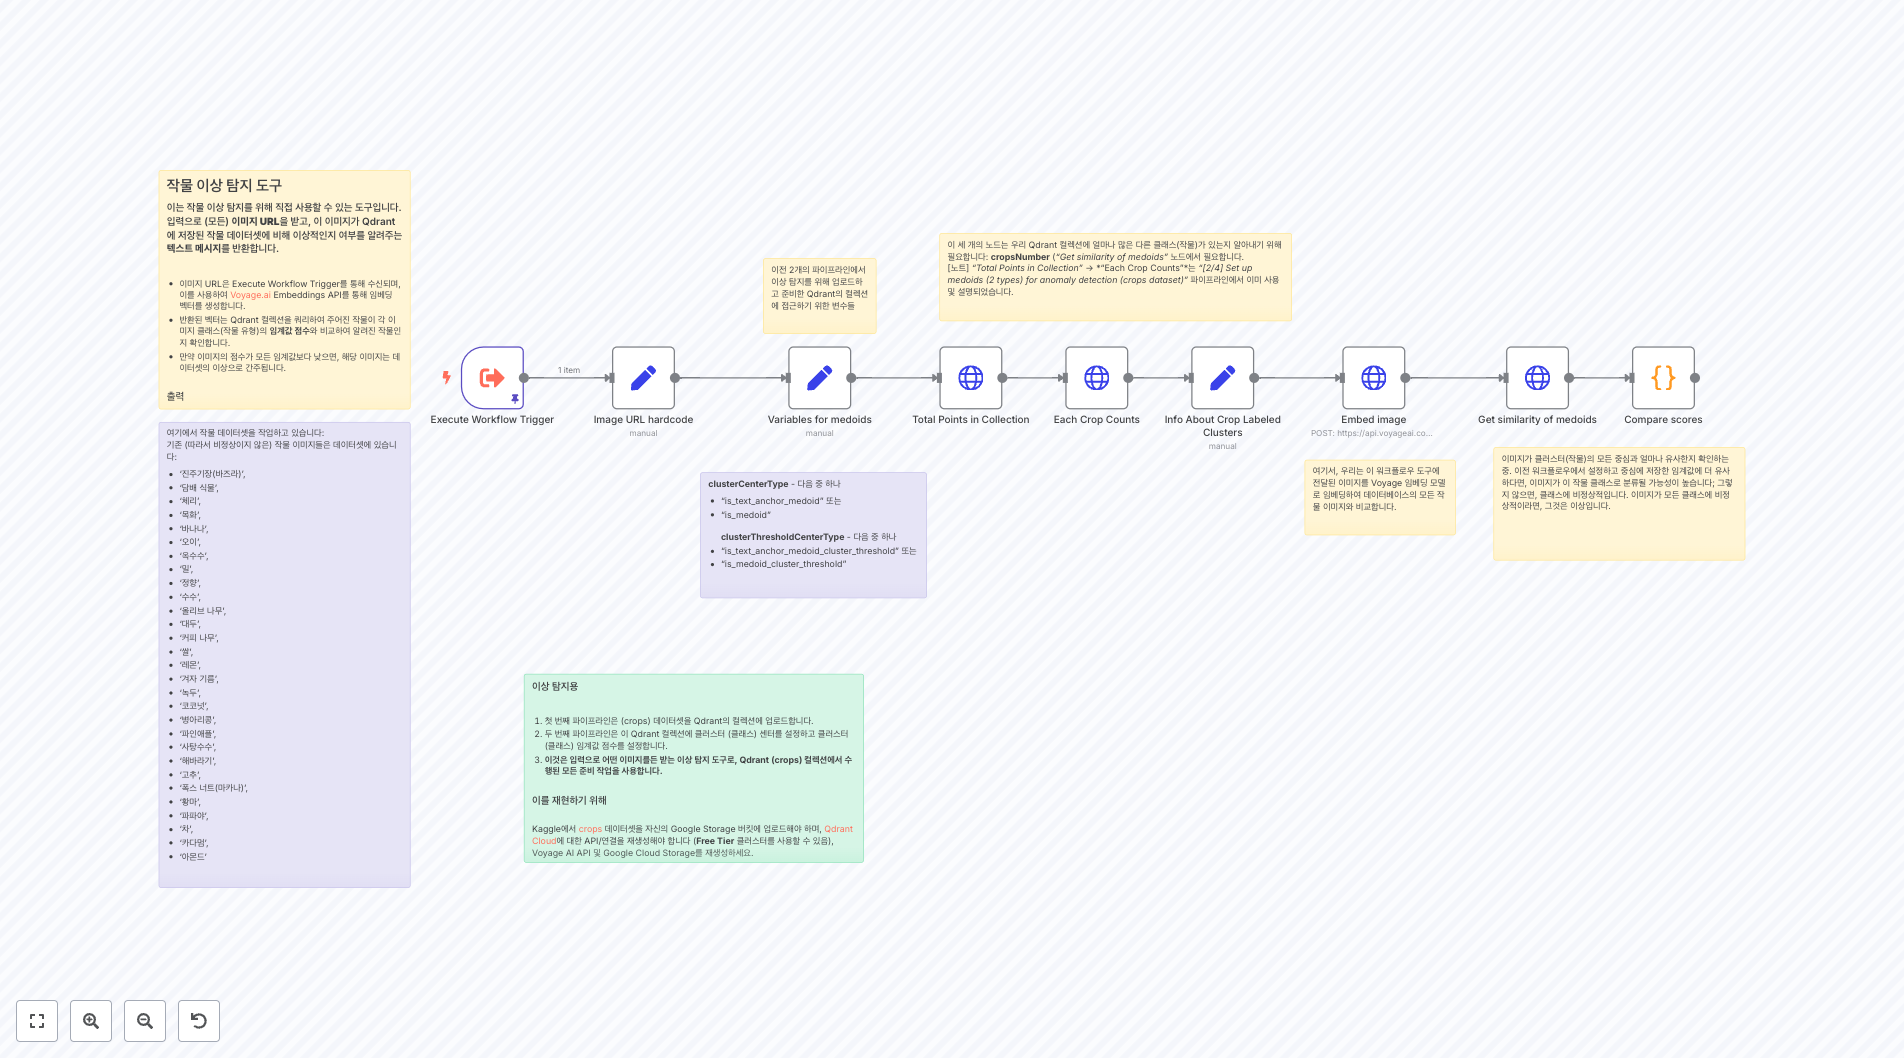 작물 이상 탐지 도구
이는 작물 이상 탐지를 위해 직접 사용할 수 있는 도구입니다.
입력으로 (모든) 이미지 URL을 받고, 이 이미지가 Qdrant
에 저장된 작물 데이터셋에 비해 이상적인지 여부를 알려주는
텍스트 메시지를 반환합니다.
이미지 URL은 Execute Workflow Trigger를 통해 수신되며,
이를 사용하여 Voyage.ai Embeddings API를 통해 임베딩
벡터를 생성합니다.
반환된 벡터는 Qdrant 컬렉션을 쿼리하여 주어진 작물이 각 이
미지 클래스(작물 유형)의 임계값 점수와 비교하여 알려진 작물인
지 확인합니다.
만약 이미지의 점수가 모든 임계값보다 낮으면, 해당 이미지는 데
이터셋의 이상으로 간주됩니다.
출력
여기에서 작물 데이터셋을 작업하고 있습니다:
기존 (따라서 비정상이지 않은) 작물 이미지들은 데이터셋에 있습니
다:
‘진주기장(바즈라)’,
‘담배 식물’,
‘체리’,
‘목화’,
‘바나나’,
‘오이’,
‘옥수수’,
‘밀’,
‘정향’,
‘수수’,
‘올리브 나무’,
‘대두’,
‘커피 나무’,
‘쌀’,
‘레몬’,
‘겨자 기름’,
‘녹두’,
‘코코넛’,
‘병아리콩’,
‘파인애플’,
‘사탕수수’,
‘해바라기’,
‘고추’,
‘폭스 너트(마카나)’,
‘황마’,
‘파파야’,
‘차’,
‘카다멈’,
‘아몬드’
이전 2개의 파이프라인에서
이상 탐지를 위해 업로드하
고 준비한 Qdrant의 컬렉션
에 접근하기 위한 변수들
이 세 개의 노드는 우리 Qdrant 컬렉션에 얼마나 많은 다른 클래스(작물)가 있는지 알아내기 위해
필요합니다: cropsNumber (“Get similarity of medoids” 노드에서 필요합니다.
[노트] “Total Points in Collection” -> *“Each Crop Counts”*는 “[2/4] Set up
medoids (2 types) for anomaly detection (crops dataset)“ 파이프라인에서 이미 사용
및 설명되었습니다.
1 item
Execute Workflow Trigger
Image URL hardcode
manual
Variables for medoids
manual
Total Points in Collection
Each Crop Counts
Info About Crop Labeled
Clusters
manual
Embed image
POST: https://api.voyageai.co...
Get similarity of medoids
Compare scores
clusterCenterType - 다음 중 하나
“is_text_anchor_medoid” 또는
“is_medoid”
clusterThresholdCenterType - 다음 중 하나
“is_text_anchor_medoid_cluster_threshold” 또는
“is_medoid_cluster_threshold”
여기서, 우리는 이 워크플로우 도구에
전달된 이미지를 Voyage 임베딩 모델
로 임베딩하여 데이터베이스의 모든 작
물 이미지와 비교합니다.
이미지가 클러스터(작물)의 모든 중심과 얼마나 유사한지 확인하는
중. 이전 워크플로우에서 설정하고 중심에 저장한 임계값에 더 유사
하다면, 이미지가 이 작물 클래스로 분류될 가능성이 높습니다; 그렇
지 않으면, 클래스에 비정상적입니다. 이미지가 모든 클래스에 비정
상적이라면, 그것은 이상입니다.
이상 탐지용
1. 첫 번째 파이프라인은 (crops) 데이터셋을 Qdrant의 컬렉션에 업로드합니다.
2. 두 번째 파이프라인은 이 Qdrant 컬렉션에 클러스터 (클래스) 센터를 설정하고 클러스터
(클래스) 임계값 점수를 설정합니다.
3. 이것은 입력으로 어떤 이미지를든 받는 이상 탐지 도구로, Qdrant (crops) 컬렉션에서 수
행된 모든 준비 작업을 사용합니다.
이를 재현하기 위해
Kaggle에서 crops 데이터셋을 자신의 Google Storage 버킷에 업로드해야 하며, Qdrant
Cloud에 대한 API/연결을 재생성해야 합니다 (Free Tier 클러스터를 사용할 수 있음),
Voyage AI API 및 Google Cloud Storage를 재생성하세요.